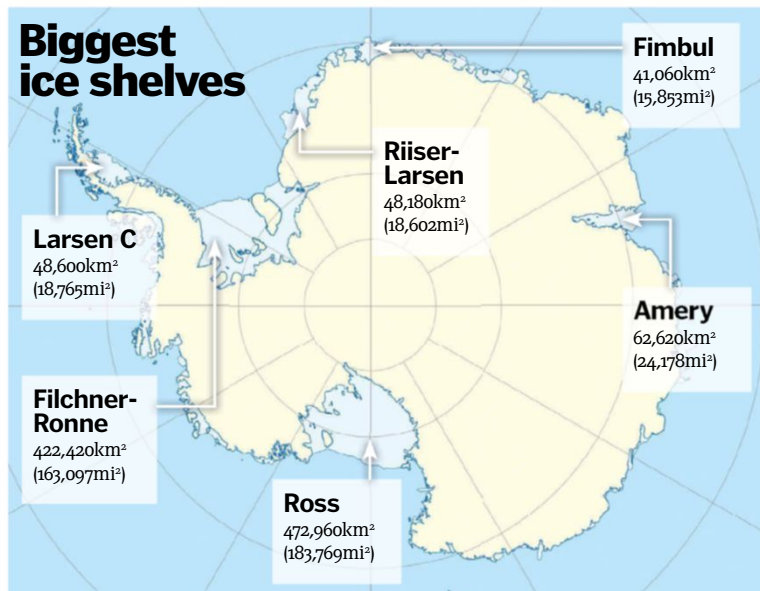 Biggest
ice shelves
Fimbul
41,060km²
(15,853mi²)
Riiser-
Larsen
48,180km²
(18,602mi²)
Larsen C
48,600km²
(18,765mi²)
Amery
62,620km²
(24,178mi²)
Filchner-
Ronne
422,420km²
(163,097mi²)
Ross
472,960km²
(183,769mi²)